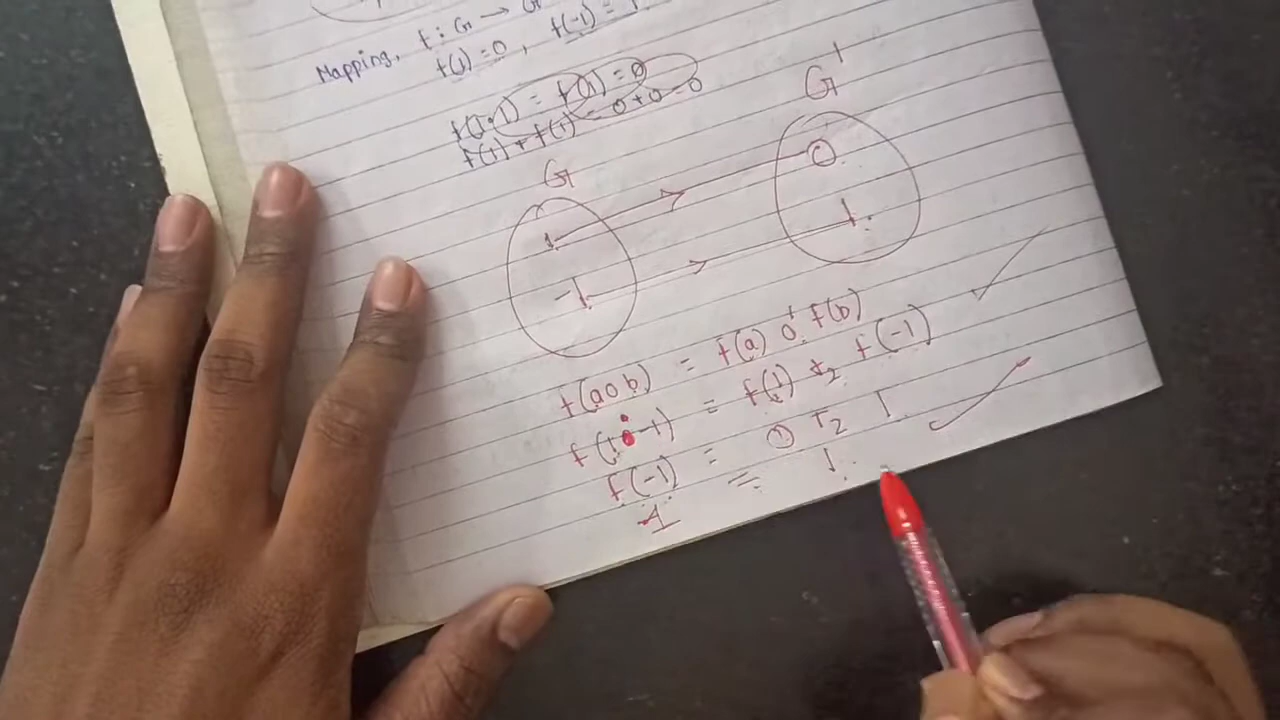 Mapping, f : G → G'
f(1) = 0 , f(-1) = 1
f(1·1) = f(1) = 0
f(1) + f(1) = 0 + 0 = 0
G'
G
0
1
1.
-1
f(a o b) = f(a) o' f(b)
f(1 · -1) = f(1) +₂ f(-1)
f(-1) = 0 +₂ 1
1 = 1.